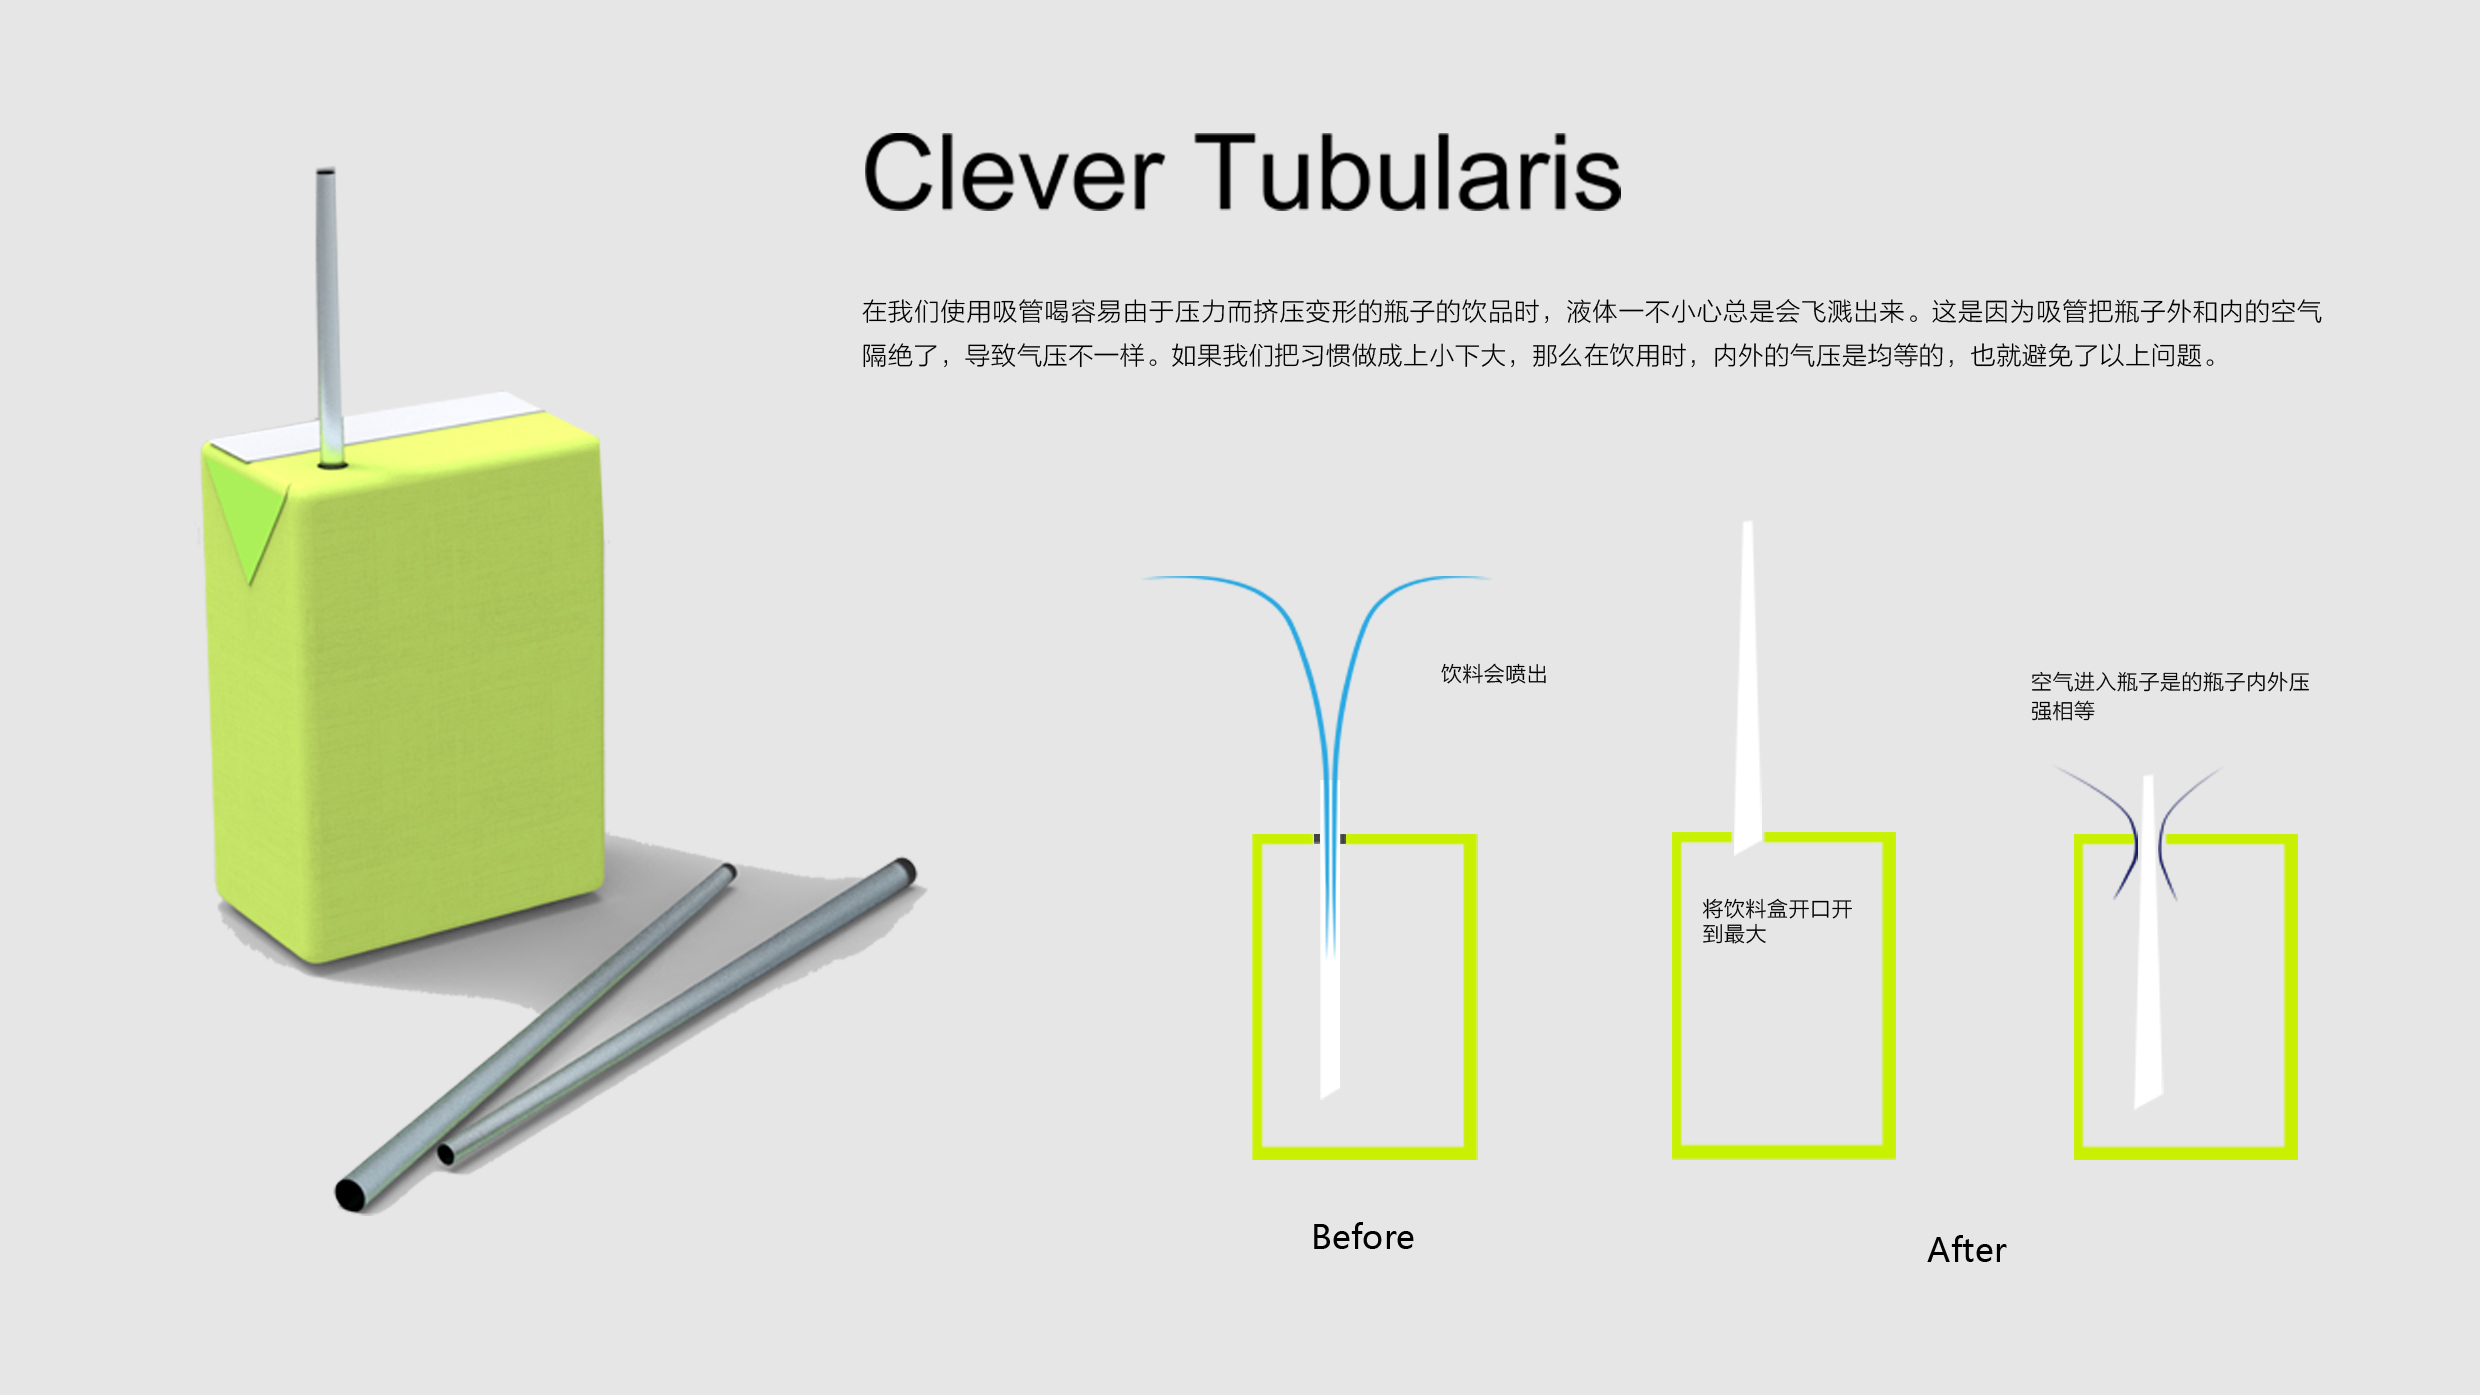 Clever Tubularis
在我们使用吸管喝容易由于压力而挤压变形的瓶子的饮品时，液体一不小心总是会飞溅出来。这是因为吸管把瓶子外和内的空气
隔绝了，导致气压不一样。如果我们把习惯做成上小下大，那么在饮用时，内外的气压是均等的，也就避免了以上问题。
饮料会喷出
空气进入瓶子是的瓶子内外压
强相等
将饮料盒开口开
到最大
Before
After